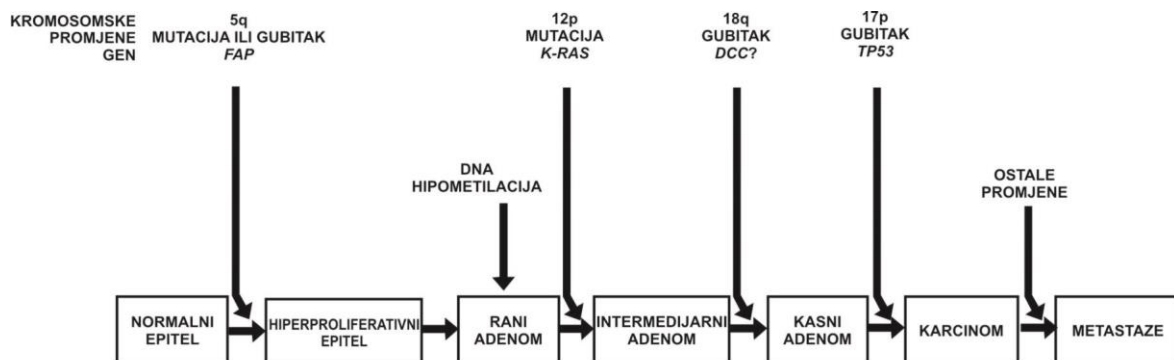 KROMOSOMSKE
PROMJENE
GEN
5q
MUTACIJA ILI GUBITAK
FAP
12p
MUTACIJA
K-RAS
18q
GUBITAK
DCC?
17p
GUBITAK
TP53
DNA
HIPOMETILACIJA
OSTALE
PROMJENE
NORMALNI
EPITEL
HIPERPROLIFERATIVNI
EPITEL
RANI
ADENOM
INTERMEDIJARNI
ADENOM
KASNI
ADENOM
KARCINOM
METASTAZE